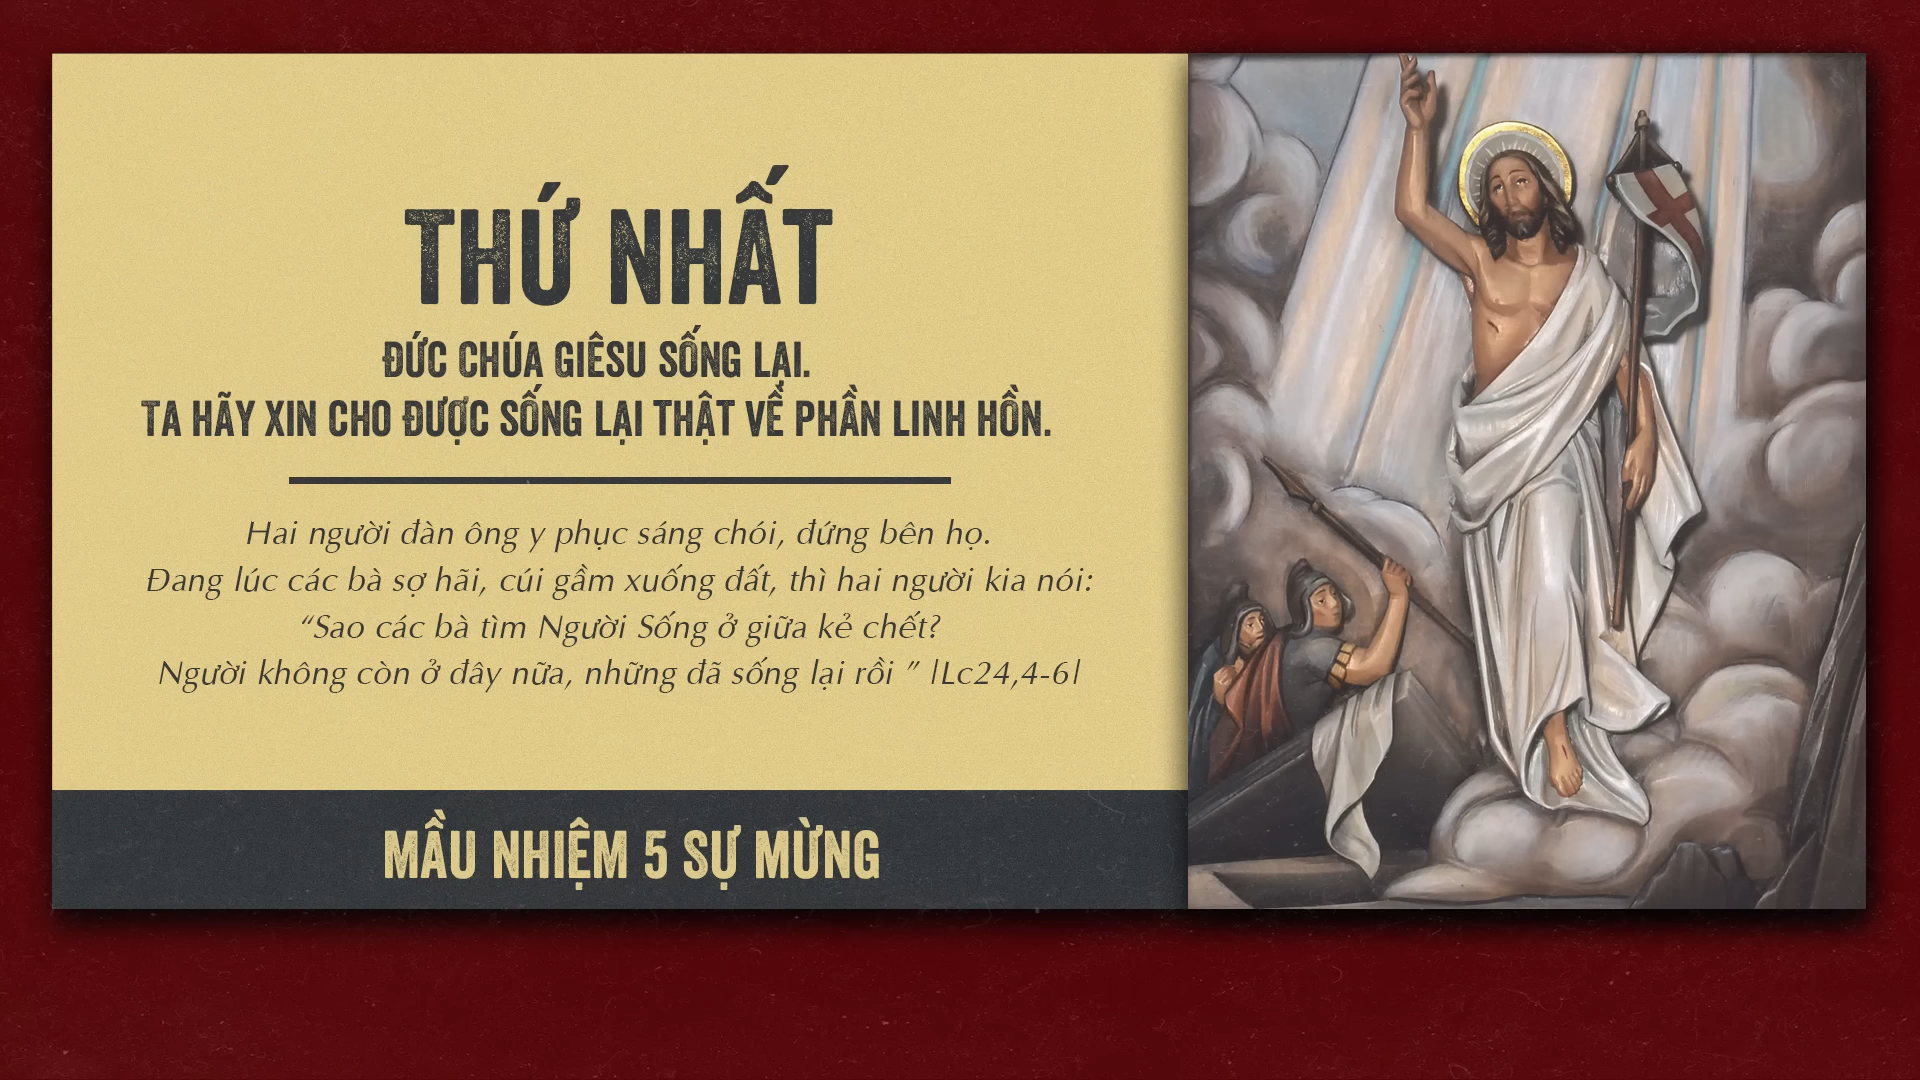 THỨ NHẤT
ĐỨC CHÚA GIÊSU SỐNG LẠI.
TA HÃY XIN CHO ĐƯỢC SỐNG LẠI THẬT VỀ PHẦN LINH HỒN.
Hai người đàn ông y phục sáng chói, đứng bên họ.
Đang lúc các bà sợ hãi, cúi gầm xuống đất, thì hai người kia nói:
“Sao các bà tìm Người Sống ở giữa kẻ chết?
Người không còn ở đây nữa, những đã sống lại rồi ” |Lc24,4-6|
MẦU NHIỆM 5 SỰ MỪNG